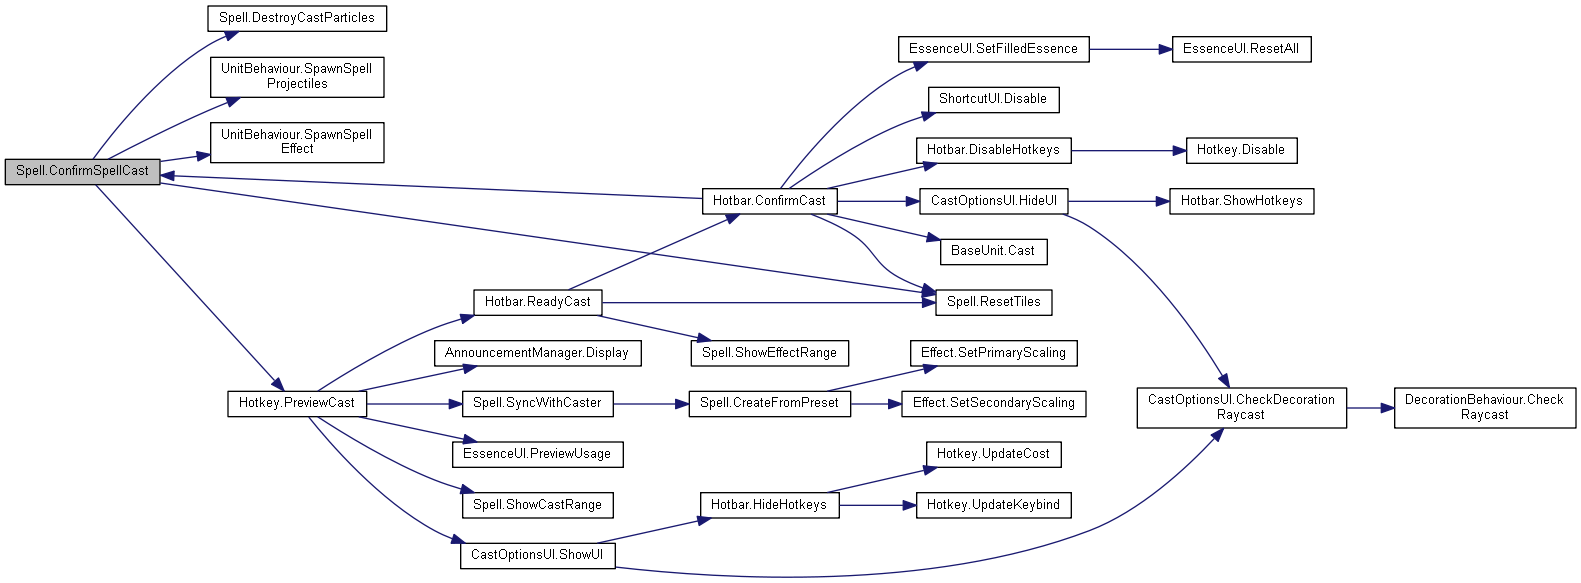 Spell.DestroyCastParticles
UnitBehaviour.SpawnSpell
Projectiles
UnitBehaviour.SpawnSpell
Effect
Spell.ConfirmSpellCast
Hotkey.PreviewCast
Hotbar.ReadyCast
AnnouncementManager.Display
Spell.SyncWithCaster
EssenceUI.PreviewUsage
Spell.ShowCastRange
CastOptionsUI.ShowUI
Hotbar.ConfirmCast
Spell.ShowEffectRange
Spell.CreateFromPreset
Hotbar.HideHotkeys
EssenceUI.SetFilledEssence
ShortcutUI.Disable
Hotbar.DisableHotkeys
CastOptionsUI.HideUI
BaseUnit.Cast
Spell.ResetTiles
Effect.SetPrimaryScaling
Effect.SetSecondaryScaling
Hotkey.UpdateCost
Hotkey.UpdateKeybind
EssenceUI.ResetAll
Hotkey.Disable
Hotbar.ShowHotkeys
CastOptionsUI.CheckDecoration
Raycast
DecorationBehaviour.Check
Raycast